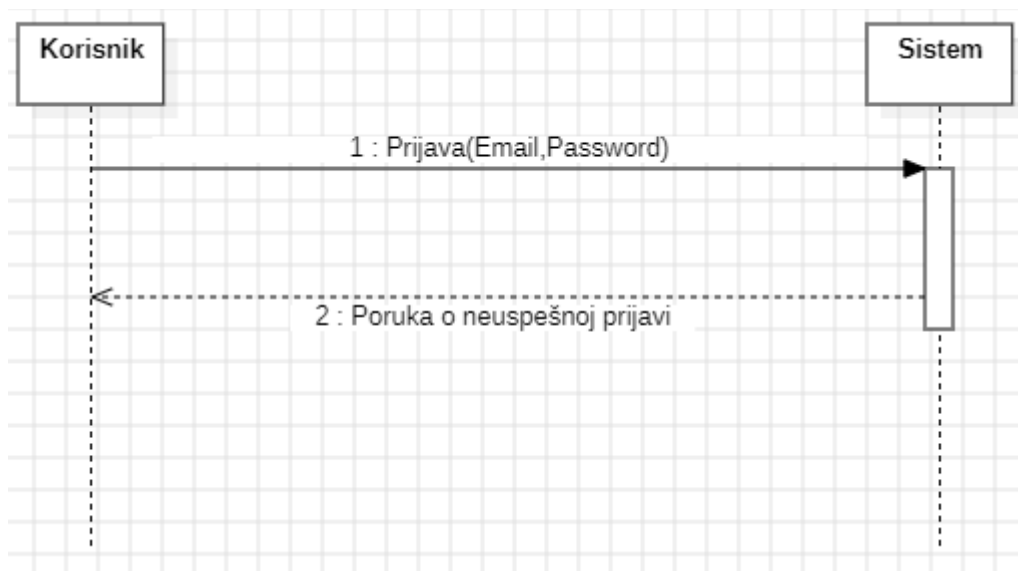 Korisnik
Sistem
1 : Prijava(Email,Password)
2 : Poruka o neuspešnoj prijavi